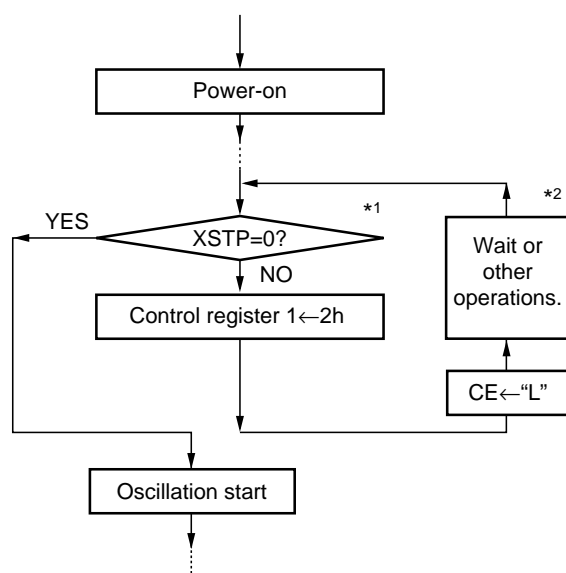 Power-on
*1
*2
YES
XSTP=0?
NO
Wait or
other
operations.
Control register 1←2h
CE←“L”
Oscillation start